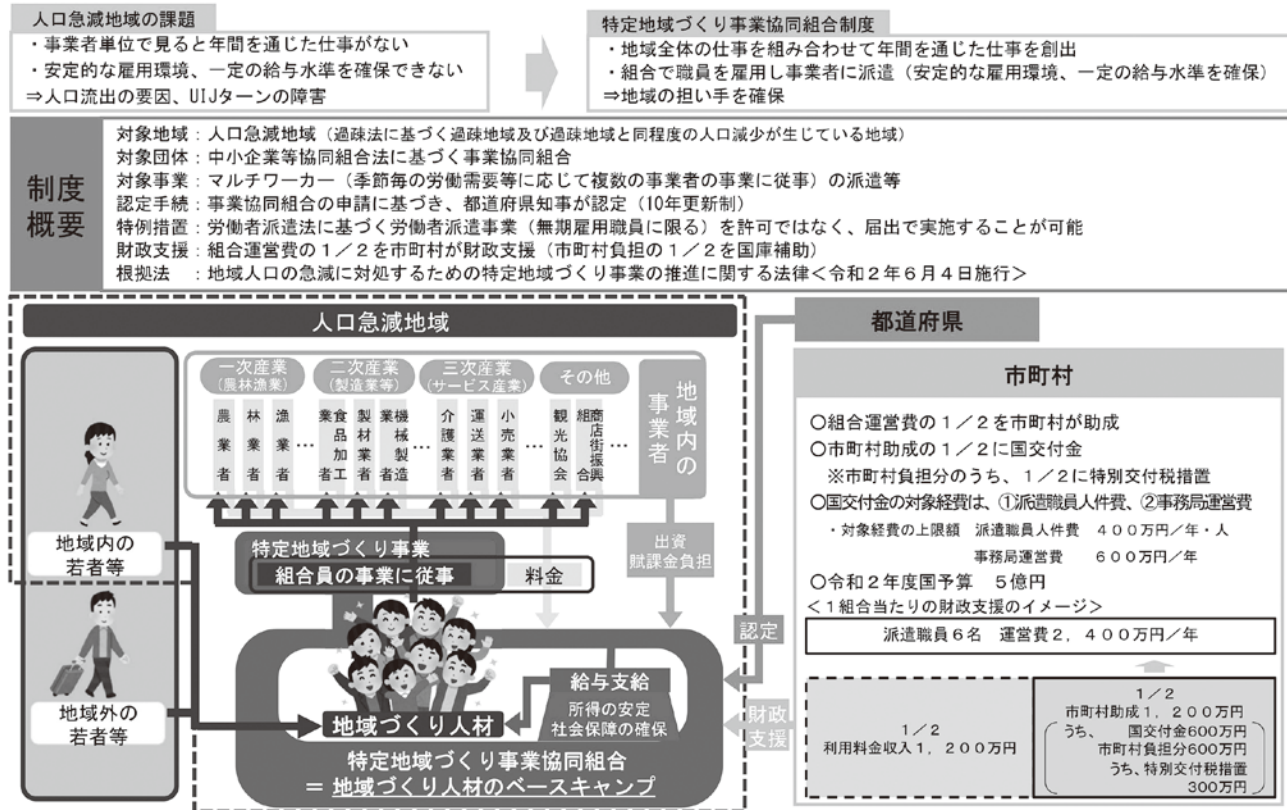 人口急減地域の課題
・事業者単位で見ると年間を通じた仕事がない
・安定的な雇用環境、一定の給与水準を確保できない
⇒人口流出の要因、UIJターンの障害
特定地域づくり事業協同組合制度
・地域全体の仕事を組み合わせて年間を通じた仕事を創出
・組合で職員を雇用し事業者に派遣（安定的な雇用環境、一定の給与水準を確保）
⇒地域の担い手を確保
制度
概要
対象地域：人口急減地域（過疎法に基づく過疎地域及び過疎地域と同程度の人口減少が生じている地域）
対象団体：中小企業等協同組合法に基づく事業協同組合
対象事業：マルチワーカー（季節毎の労働需要等に応じて複数の事業者の事業に従事）の派遣等
認定手続：事業協同組合の申請に基づき、都道府県知事が認定（10年更新制）
特例措置：労働者派遣法に基づく労働者派遣事業（無期雇用職員に限る）を許可ではなく、届出で実施することが可能
財政支援：組合運営費の１／２を市町村が財政支援（市町村負担の１／２を国庫補助）
根拠法　：地域人口の急減に対処するための特定地域づくり事業の推進に関する法律＜令和２年６月４日施行＞
人口急減地域
一次産業
（農林漁業）
二次産業
（製造業等）
三次産業
（サービス産業）
その他
地域内の
事業者
農業者
林業者
漁業者
…
食品加工業者
製材業者
機械製造業者
…
介護業者
運送業者
小売業者
…
観光協会
商店街振興組合
…
特定地域づくり事業
組合員の事業に従事
料金
出資
賦課金負担
地域内の
若者等
地域外の
若者等
給与支給
所得の安定
社会保障の確保
地域づくり人材
特定地域づくり事業協同組合
＝地域づくり人材のベースキャンプ
認定
財政
支援
都道府県
市町村
〇組合運営費の１／２を市町村が助成
〇市町村助成の１／２に国交付金
※市町村負担分のうち、１／２に特別交付税措置
〇国交付金の対象経費は、①派遣職員人件費、②事務局運営費
・対象経費の上限額　派遣職員人件費　４００万円／年・人
事務局運営費　６００万円／年
〇令和２年度国予算　５億円
＜１組合当たりの財政支援のイメージ＞
派遣職員６名　運営費２，４００万円／年
１／２
利用料金収入１，２００万円
１／２
市町村助成１，２００万円
うち、　国交付金600万円
市町村負担分600万円
うち、特別交付税措置
300万円